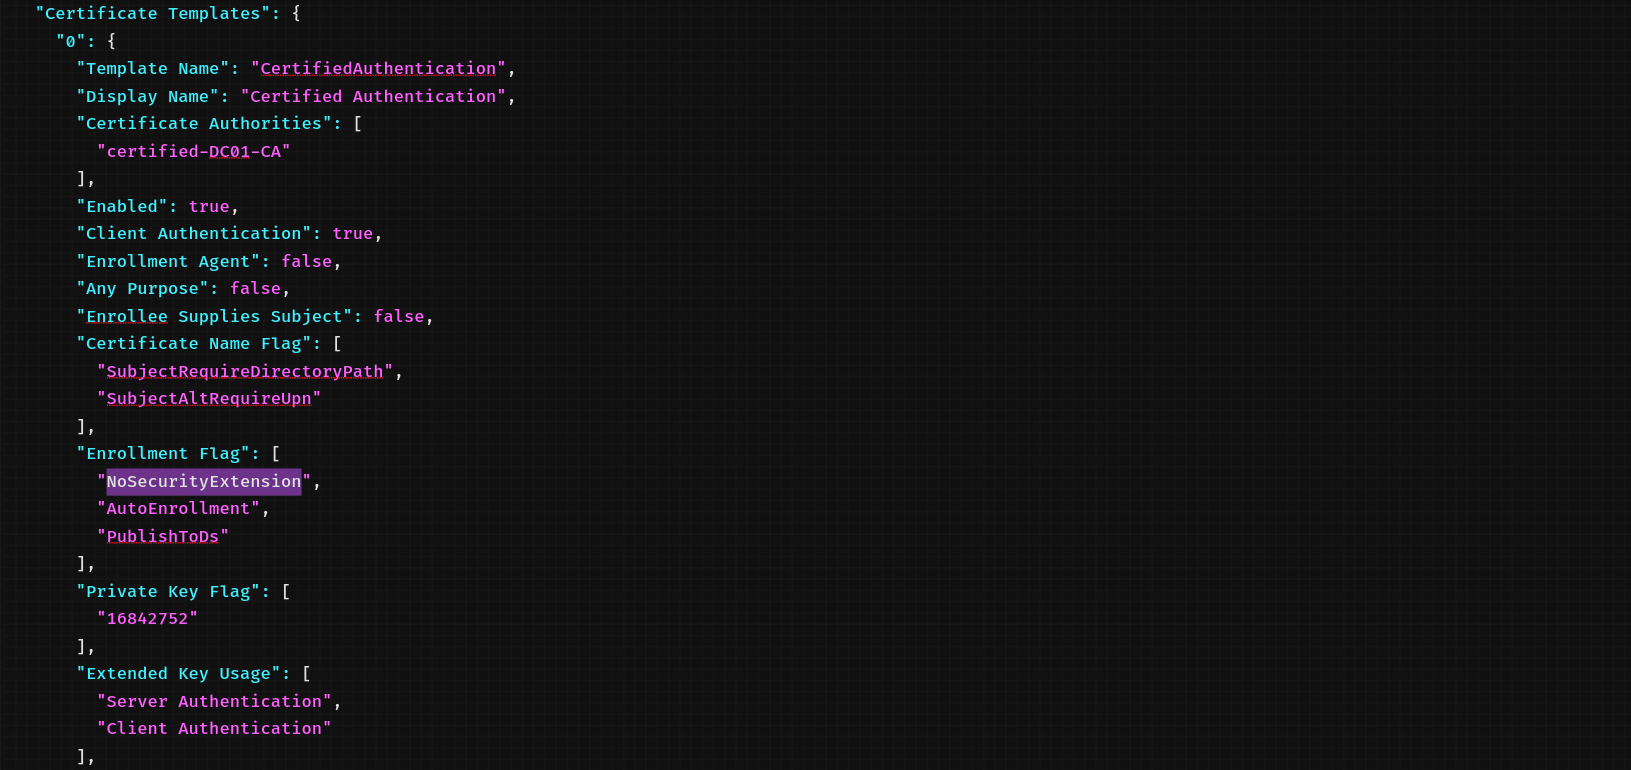 "Certificate Templates": {
"0": {
"Template Name": "CertifiedAuthentication",
"Display Name": "Certified Authentication",
"Certificate Authorities": [
"certified-DC01-CA"
],
"Enabled": true,
"Client Authentication": true,
"Enrollment Agent": false,
"Any Purpose": false,
"Enrollee Supplies Subject": false,
"Certificate Name Flag": [
"SubjectRequireDirectoryPath",
"SubjectAltRequireUpn"
],
"Enrollment Flag": [
"NoSecurityExtension",
"AutoEnrollment",
"PublishToDs"
],
"Private Key Flag": [
"16842752"
],
"Extended Key Usage": [
"Server Authentication",
"Client Authentication"
],